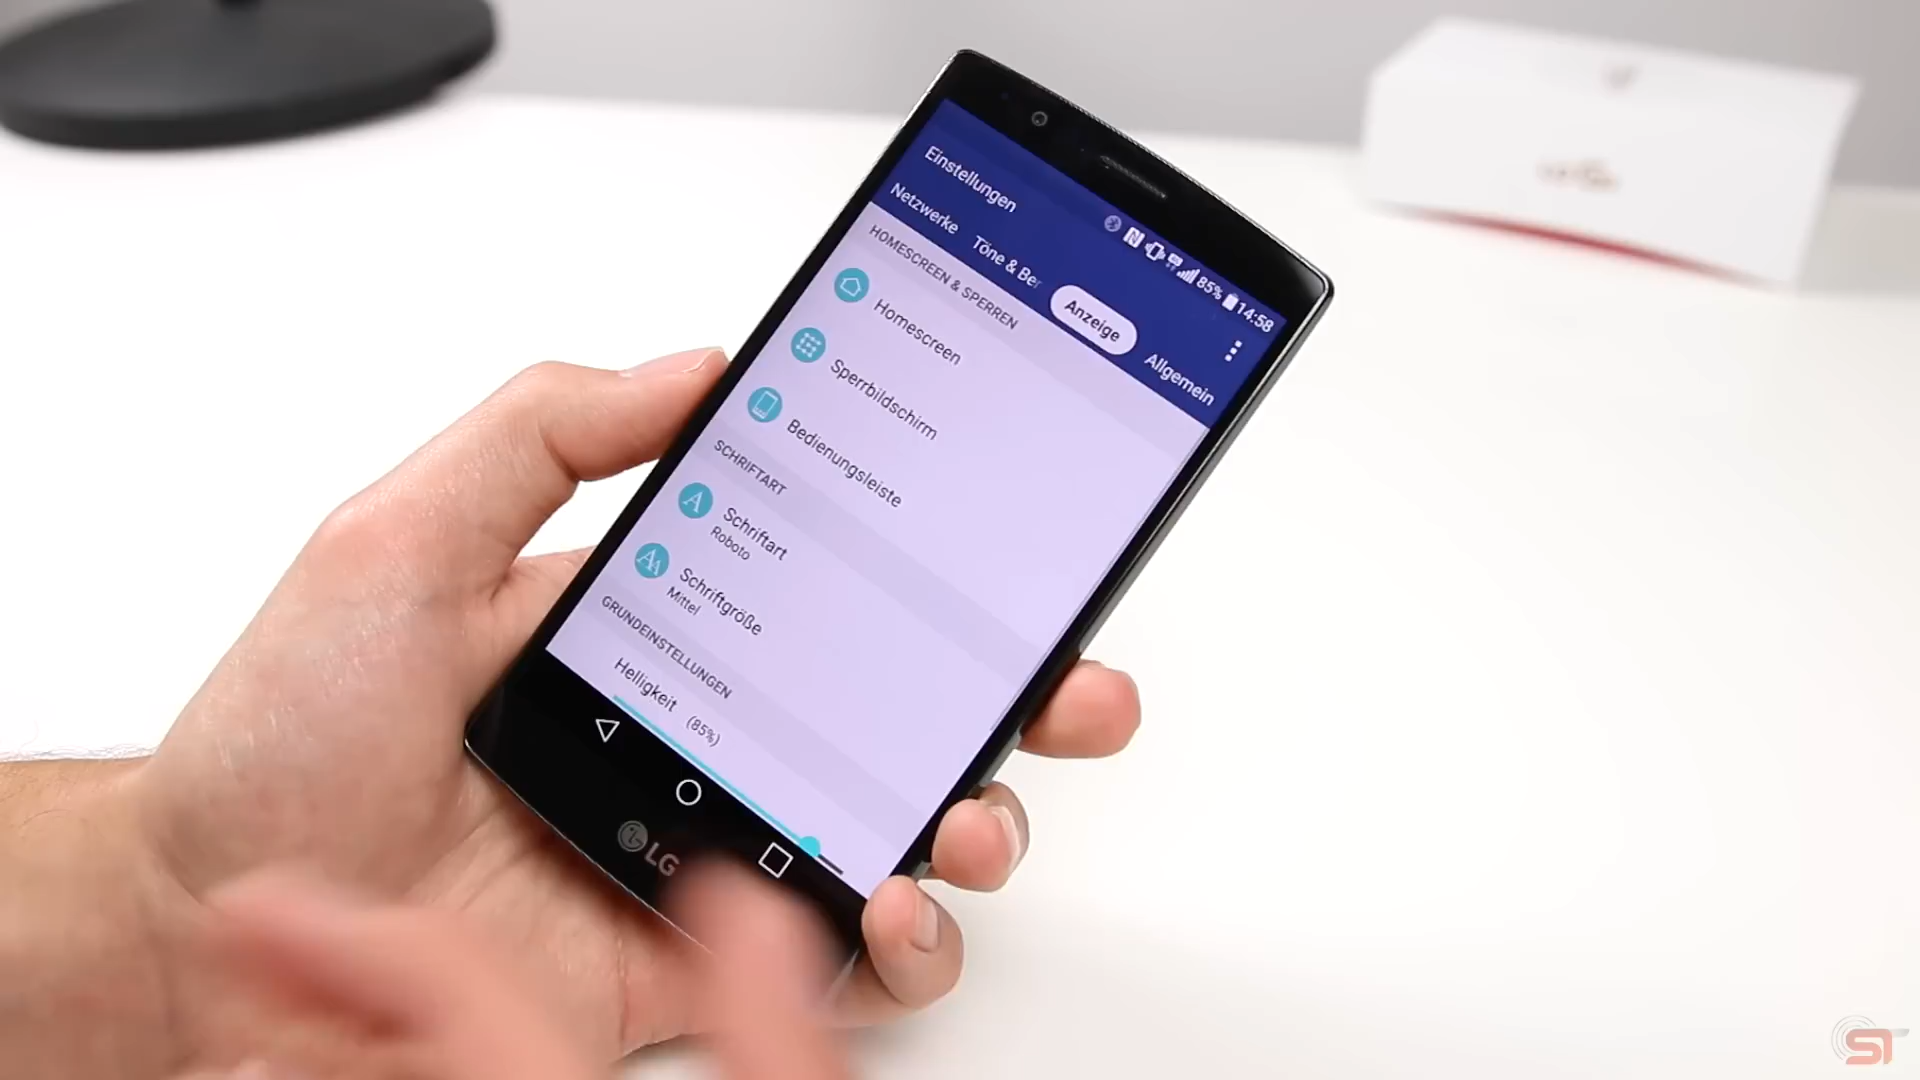 85% 14:58
Einstellungen
Netzwerke Töne & Be Anzeige Allgemein
HOMESCREEN & SPERREN
Homescreen
Sperrbildschirm
Bedienungsleiste
SCHRIFTART
Schriftart
Roboto
Schriftgröße
Mittel
GRUNDEINSTELLUNGEN
Helligkeit (85%)
LG
ST